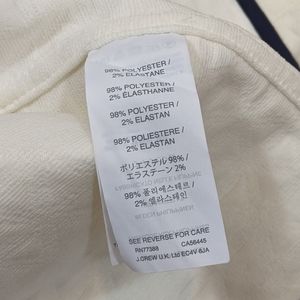 98% POLYESTER /
2% ELASTANE
98% POLYESTER /
2% ÉLASTHANNE
98% POLYESTER /
2% ELASTAN
98% POLIESTERE /
2% ELASTAN
ポリエステル 98% /
エラステーン 2%
98% 폴리에스테르 /
2% 엘라스테인
SEE REVERSE FOR CARE
RN77388 CA56445
J.CREW U.K. Ltd EC4V 6JA